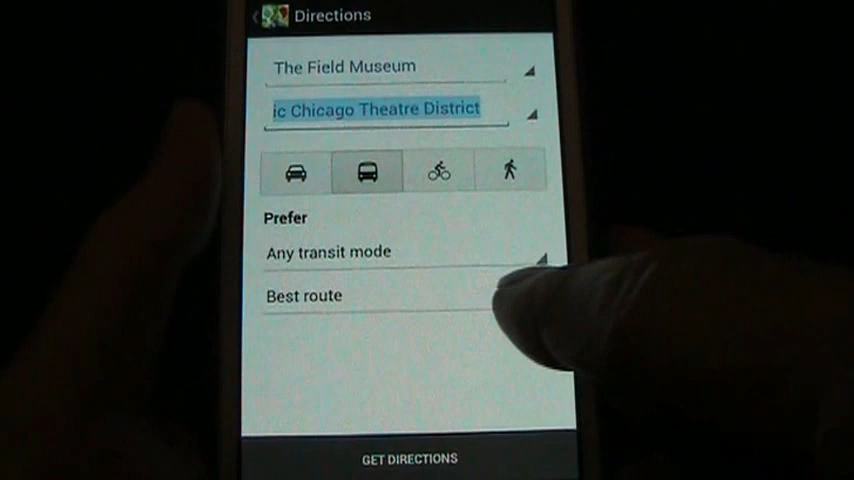 Directions
The Field Museum
ic Chicago Theatre District
Prefer
Any transit mode
Best route
GET DIRECTIONS